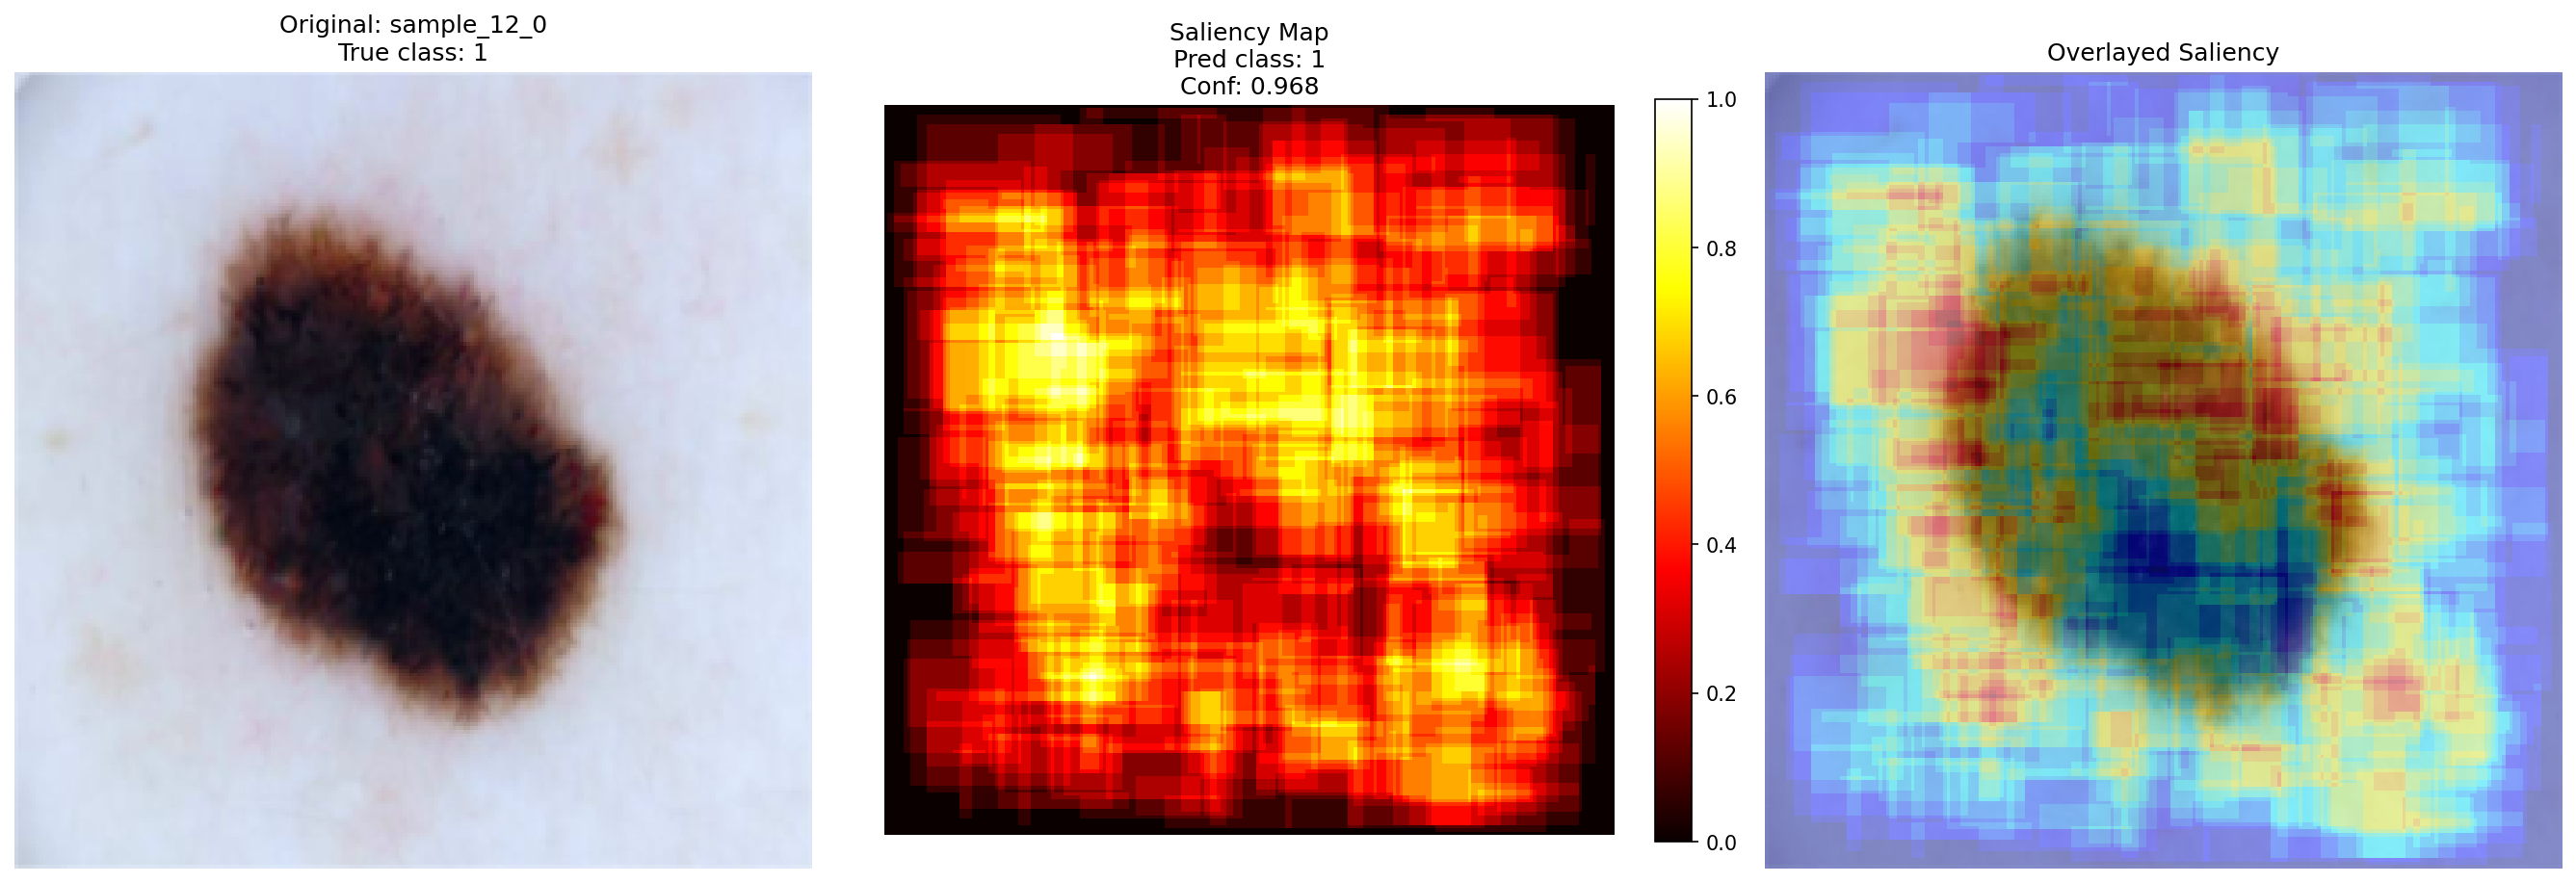 Original: sample_12_0
True class: 1
Saliency Map
Pred class: 1
Conf: 0.968
1.0
0.8
0.6
0.4
0.2
0.0
Overlayed Saliency